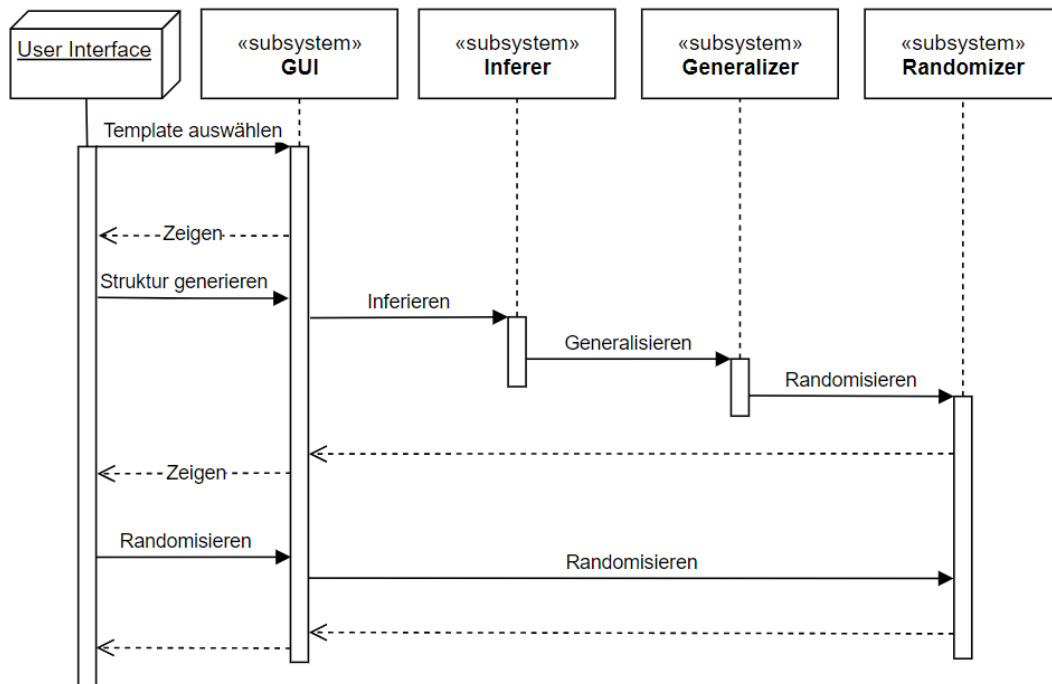 User Interface
«subsystem»
GUI
«subsystem»
Inferer
«subsystem»
Generalizer
«subsystem»
Randomizer
Template auswählen
Zeigen
Struktur generieren
Inferieren
Generalisieren
Randomisieren
Zeigen
Randomisieren
Randomisieren